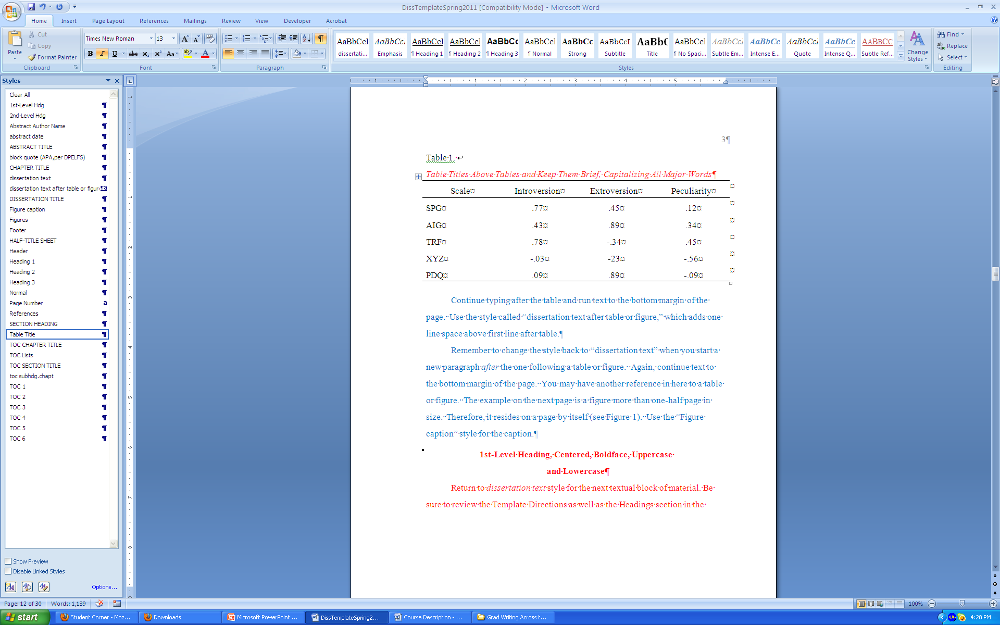 DissTemplateSpring2011 [Compatibility Mode] - Microsoft Word
Home Insert Page Layout References Mailings Review View Developer Acrobat
Paste
Cut
Copy
Format Painter
Clipboard
Times New Roman 13
B I U abc x₂ x² Aa
Font
Paragraph
AaBbCcI AaBbCcI AaBbCcI AaBbCcI AaBbCc AaBbCcI AaBbCc AaBbCcI AaBbC AaBbCcI AaBbCcI AaBbCc AaBbCcI AaBbCc AABBCC
dissertati... Emphasis ¶ Heading 1 ¶ Heading 2 ¶ Heading 3 ¶ Normal Strong Subtitle Title ¶ No Spaci... Subtle Em... Intense E... Quote Intense Q... Subtle Ref...
Change Styles
Styles
Find
Replace
Select
Editing
Styles
Clear All
1st-Level Hdg ¶
2nd-Level Hdg ¶
Abstract Author Name ¶
abstract date ¶
ABSTRACT TITLE ¶
block quote (APA,per DPELFS) ¶
CHAPTER TITLE ¶
dissertation text ¶
dissertation text after table or figur ¶a
DISSERTATION TITLE ¶
Figure caption ¶
Figures ¶
Footer ¶
HALF-TITLE SHEET ¶
Header ¶
Heading 1 ¶
Heading 2 ¶
Heading 3 ¶
Normal ¶
Page Number a
References ¶
SECTION HEADING ¶
Table Title ¶
TOC CHAPTER TITLE ¶
TOC Lists ¶
TOC SECTION TITLE ¶
toc subhdg.chapt ¶
TOC 1 ¶
TOC 2 ¶
TOC 3 ¶
TOC 4 ¶
TOC 5 ¶
TOC 6 ¶
Show Preview
Disable Linked Styles
Options...
1 1 2 3 4 5
1 1 2 3 4 5 6 7 8
3¶
Table·1.·↵
Table·Titles·Above·Tables·and·Keep·Them·Brief,·Capitalizing·All·Major·Words¶
Scale¤ Introversion¤ Extroversion¤ Peculiarity¤ ¤
SPG¤ .77¤ .45¤ .12¤ ¤
AIG¤ .43¤ .89¤ .34¤ ¤
TRF¤ .78¤ -.34¤ .45¤ ¤
XYZ¤ -.03¤ -23¤ -.56¤ ¤
PDQ¤ .09¤ .89¤ -.09¤ ¤
Continue·typing·after·the·table·and·run·text·to·the·bottom·margin·of·the·
page.··Use·the·style·called·“dissertation·text·after·table·or·figure,”·which·adds·one·
line·space·above·first·line·after·table.¶
Remember·to·change·the·style·back·to·“dissertation·text”·when·you·start·a·
new·paragraph·after·the·one·following·a·table·or·figure.··Again,·continue·text·to·
the·bottom·margin·of·the·page.··You·may·have·another·reference·in·here·to·a·table·
or·figure.··The·example·on·the·next·page·is·a·figure·more·than·one-half·page·in·
size.··Therefore,·it·resides·on·a·page·by·itself·(see·Figure·1).··Use·the·“Figure·
caption”·style·for·the·caption.¶
1st-Level·Heading,·Centered,·Boldface,·Uppercase·
and·Lowercase¶
Return·to·dissertation·text·style·for·the·next·textual·block·of·material.·Be·
sure·to·review·the·Template·Directions·as·well·as·the·Headings·section·in·the·
Page: 12 of 30 Words: 1,139 100%
start Student Corner - Moz... Downloads Microsoft PowerPoint ... DissTemplateSpring2... Course Description - ... Grad Writing Across t... 4:28 PM